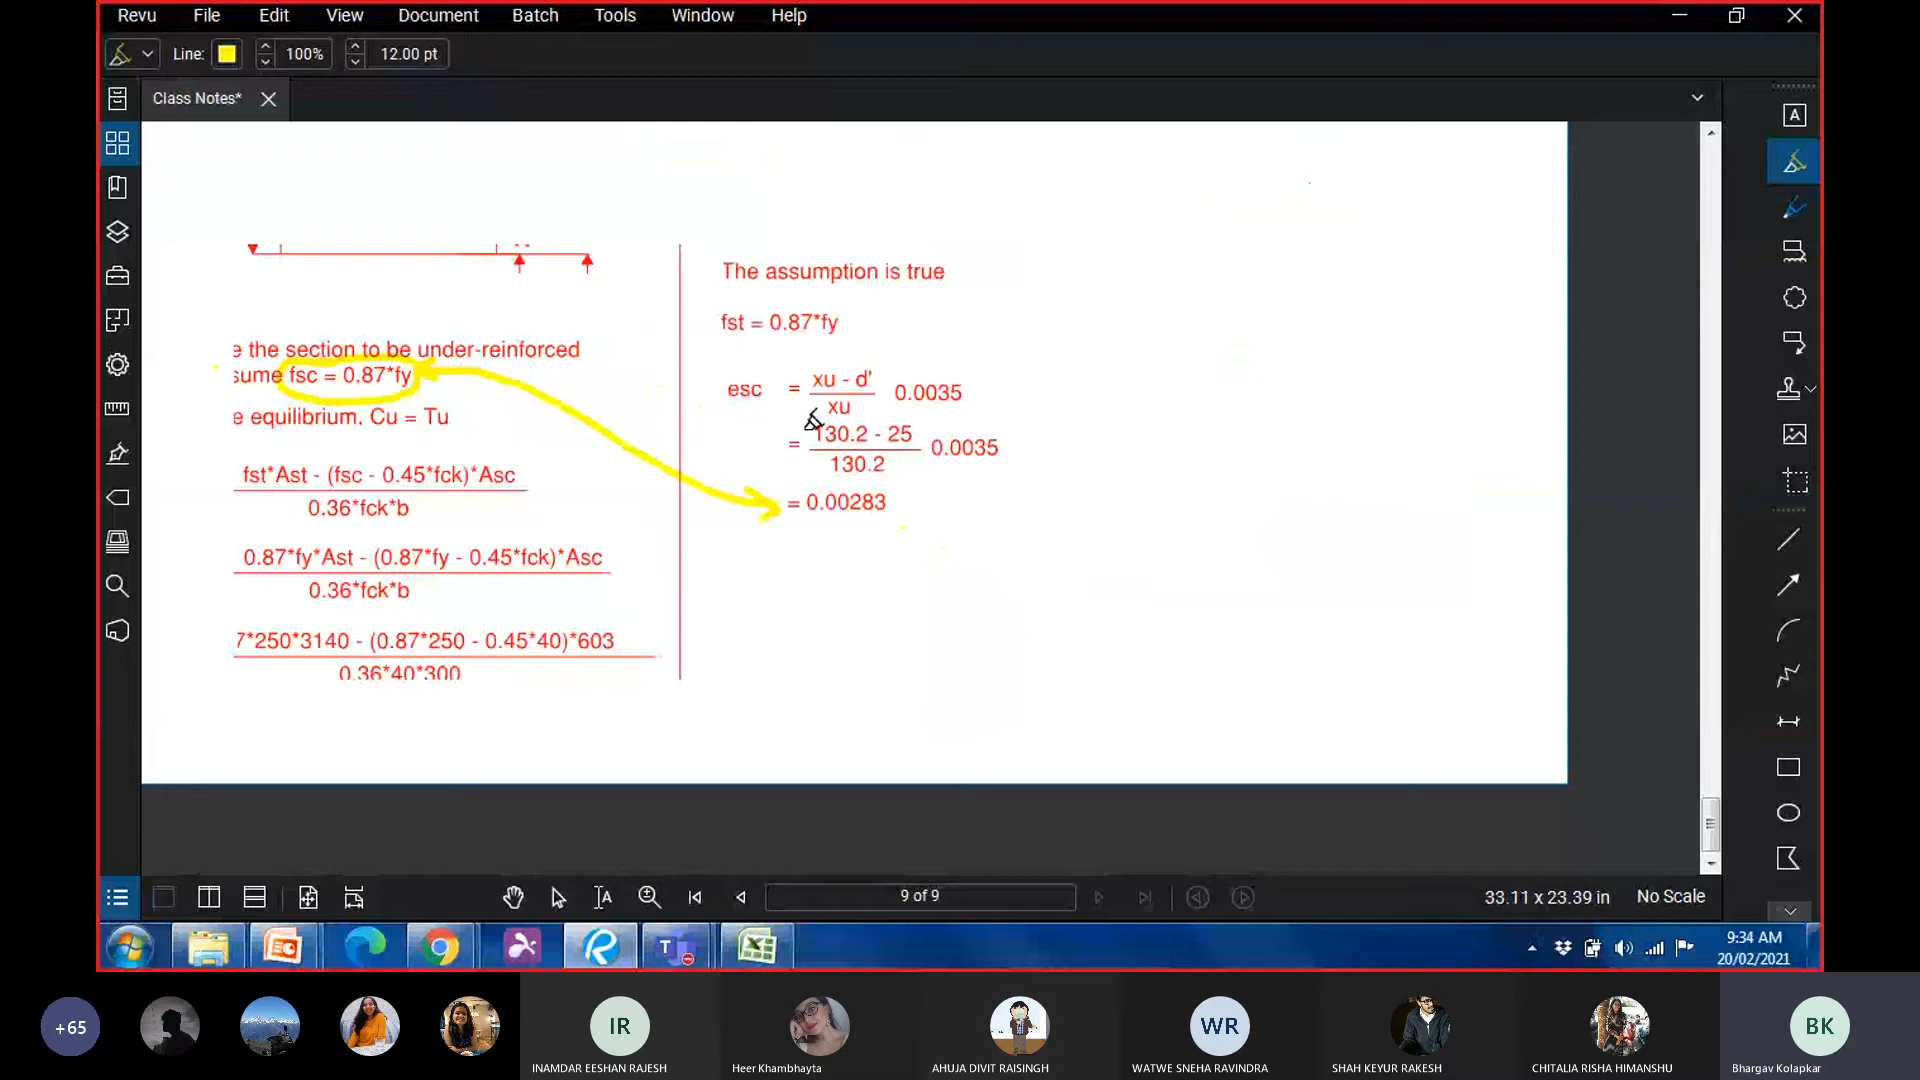 Revu File Edit View Document Batch Tools Window Help
Line: 100% 12.00 pt
Class Notes*
The assumption is true
fst = 0.87*fy
e the section to be under-reinforced
sume fsc = 0.87*fy
e equilibrium. Cu = Tu
fst*Ast - (fsc - 0.45*fck)*Asc
0.36*fck*b
0.87*fy*Ast - (0.87*fy - 0.45*fck)*Asc
0.36*fck*b
7*250*3140 - (0.87*250 - 0.45*40)*603
0.36*40*300
esc = xu - d' 0.0035
xu
= 130.2 - 25 0.0035
130.2
= 0.00283
9 of 9
33.11 x 23.39 in No Scale
9:34 AM
20/02/2021
+65
IR
WR
BK
INAMDAR EESHAN RAJESH
Heer Khambhayta
AHUJA DIVIT RAISINGH
WATWE SNEHA RAVINDRA
SHAH KEYUR RAKESH
CHITALIA RISHA HIMANSHU
Bhargav Kolapkar